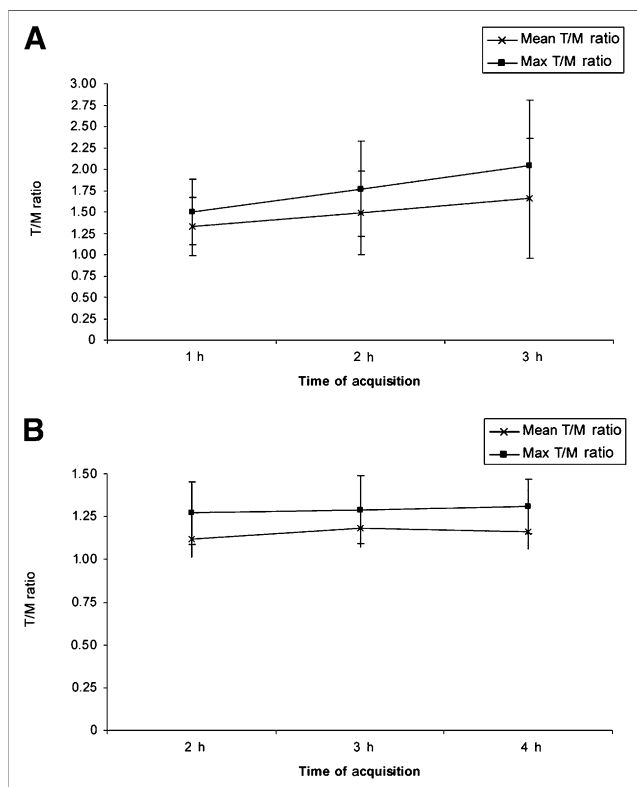 A
Mean T/M ratio
Max T/M ratio
3.00
2.75
2.50
2.25
2.00
1.75
1.50
1.25
1.00
0.75
0.50
0.25
0
T/M ratio
1 h 2 h 3 h
Time of acquisition
B
Mean T/M ratio
Max T/M ratio
1.50
1.25
1.00
0.75
0.50
0.25
0
T/M ratio
2 h 3 h 4 h
Time of acquisition